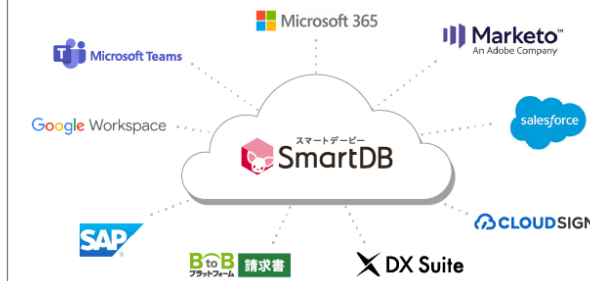 Microsoft 365
Marketo™
An Adobe Company
Microsoft Teams
Google Workspace
salesforce
スマートデービー
SmartDB
CLOUDSIGN
SAP
BtoB
プラットフォーム
請求書
DX Suite